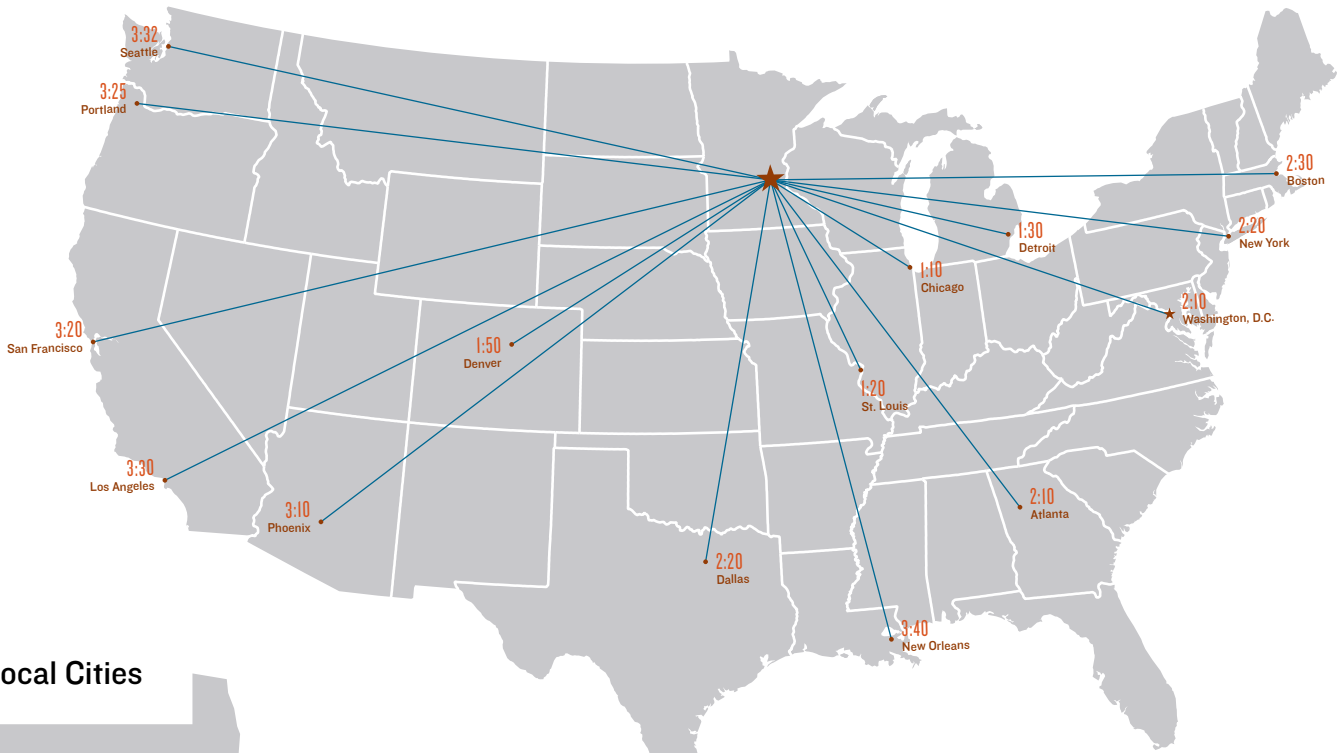 3:32
Seattle
3:25
Portland
2:30
Boston
1:30
Detroit
2:20
New York
1:10
Chicago
2:10
Washington, D.C.
3:20
San Francisco
1:50
Denver
1:20
St. Louis
3:30
Los Angeles
3:10
Phoenix
2:10
Atlanta
2:20
Dallas
3:40
New Orleans
ocal Cities